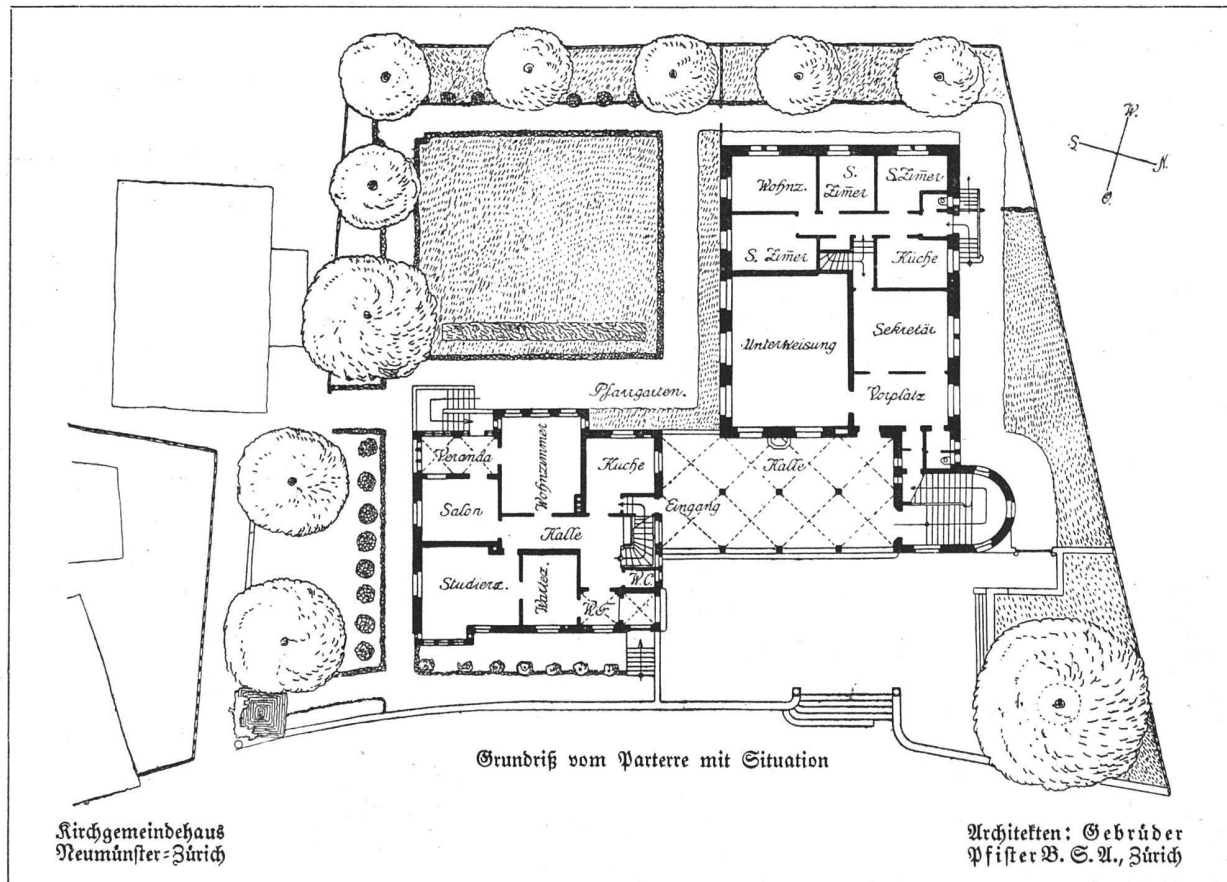 W.
S.
N.
O.
Wohnz.
S.
Zimer
S. Zimer
S. Zimer
Küche
Sekretär
Unterweisung
Vorplatz
Pfarrgarten.
Veranda
Wohnzimmer
Küche
Halle
Eingang
Salon
Halle
Studierz.
Wartez.
W.C.
W.F.
Grundriß vom Parterre mit Situation
Kirchgemeindehaus
Neumünster-Zürich
Architekten: Gebrüder
Pfister B. S. A., Zürich